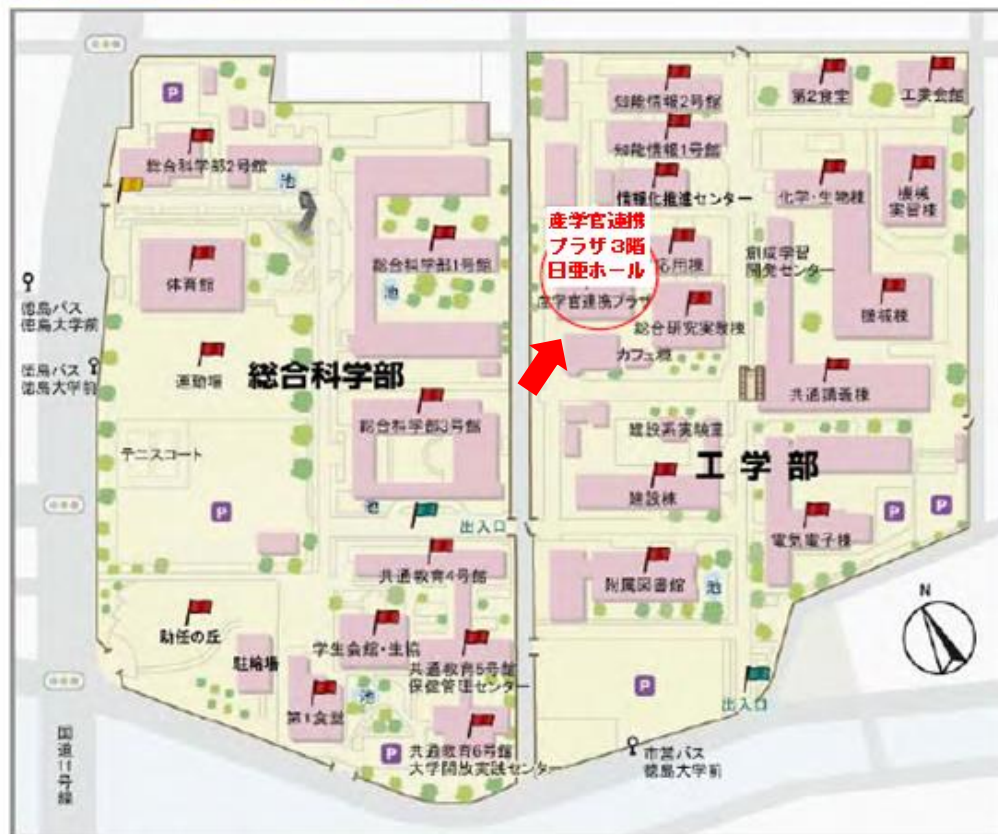 P
知能情報2号館
第2食堂
工業会館
総合科学部2号館
池
知能情報1号館
情報化推進センター
化学・生物棟
機械
実習棟
産学官連携
プラザ3階
日亜ホール
総合科学部1号館
池
応用棟
創成学習
開発センター
体育館
産学官連携プラザ
総合研究実験棟
機械棟
徳島バス
徳島大学前
カフェ棟
徳島バス
徳島大学前
運動場
総合科学部
共通講義棟
総合科学部3号館
建設系実験室
テニスコート
工学部
建設棟
池
P
出入口
P
P
電気電子棟
共通教育4号館
附属図書館
池
N
助任の丘
学生会館・生協
駐輪場
共通教育5号館
保健管理センター
池
P
第1食堂
出入口
国道11号線
P
共通教育6号館
大学開放実践センター
市営バス
徳島大学前